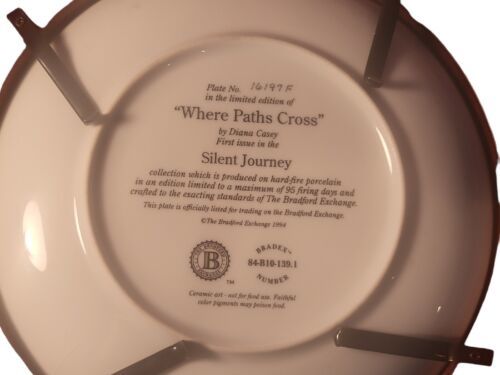 Plate No. 16197F
in the limited edition of
"Where Paths Cross"
by Diana Casey
First issue in the
Silent Journey
collection which is produced on hard-fire porcelain
in an edition limited to a maximum of 95 firing days and
crafted to the exacting standards of The Bradford Exchange.
This plate is officially listed for trading on the Bradford Exchange.
©The Bradford Exchange 1994
THE BRADFORD EXCHANGE
B
TM
BRADEX™
84-B10-139.1
NUMBER
Ceramic art - not for food use. Faithful
color pigments may poison food.